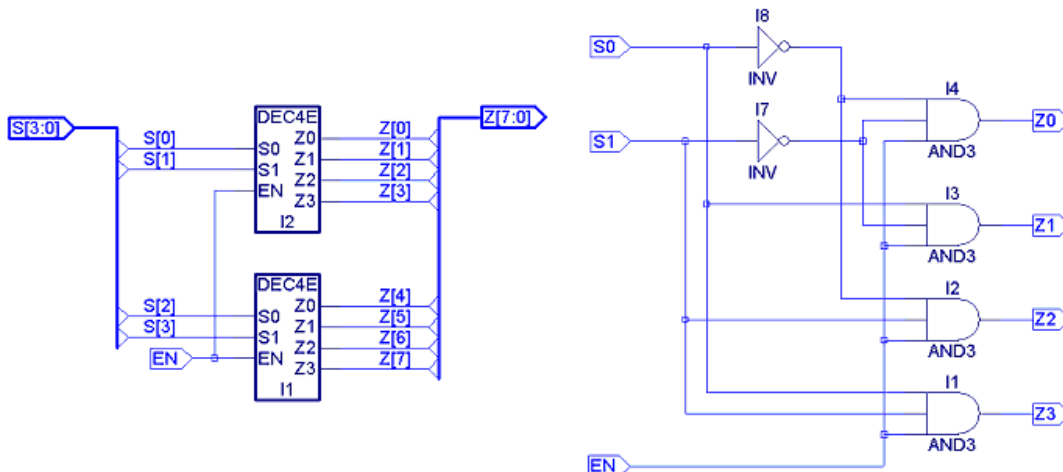 S[3:0]
S[0]
S[1]
DEC4E
S0
S1
EN
Z0
Z1
Z2
Z3
I2
Z[0]
Z[1]
Z[2]
Z[3]
Z[7:0]
S[2]
S[3]
EN
DEC4E
S0
S1
EN
Z0
Z1
Z2
Z3
I1
Z[4]
Z[5]
Z[6]
Z[7]
S0
I8
INV
S1
I7
INV
I4
AND3
Z0
I3
AND3
Z1
I2
AND3
Z2
I1
AND3
Z3
EN